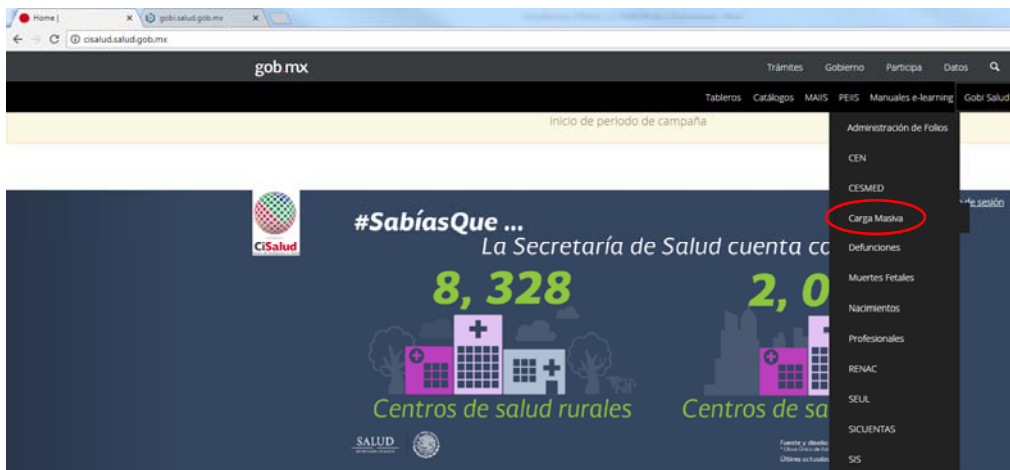 Home |
gobi.salud.gob.mx
cisalud.salud.gob.mx
gob mx
Trámites Gobierno Participa Datos
Tableros Catálogos MAIIS PEIIS Manuales e-learning Gobi Salud
inicio de periodo de campaña
Administración de Folios
CEN
CESMED
de sesión
Carga Masiva
Defunciones
Muertes Fetales
Nacimientos
Profesionales
RENAC
SEUL
SICUENTAS
SIS
CiSalud
#SabíasQue ...
La Secretaría de Salud cuenta co
8, 328
2, 0
Centros de salud rurales
Centros de sa
SALUD
Fuente y diseño